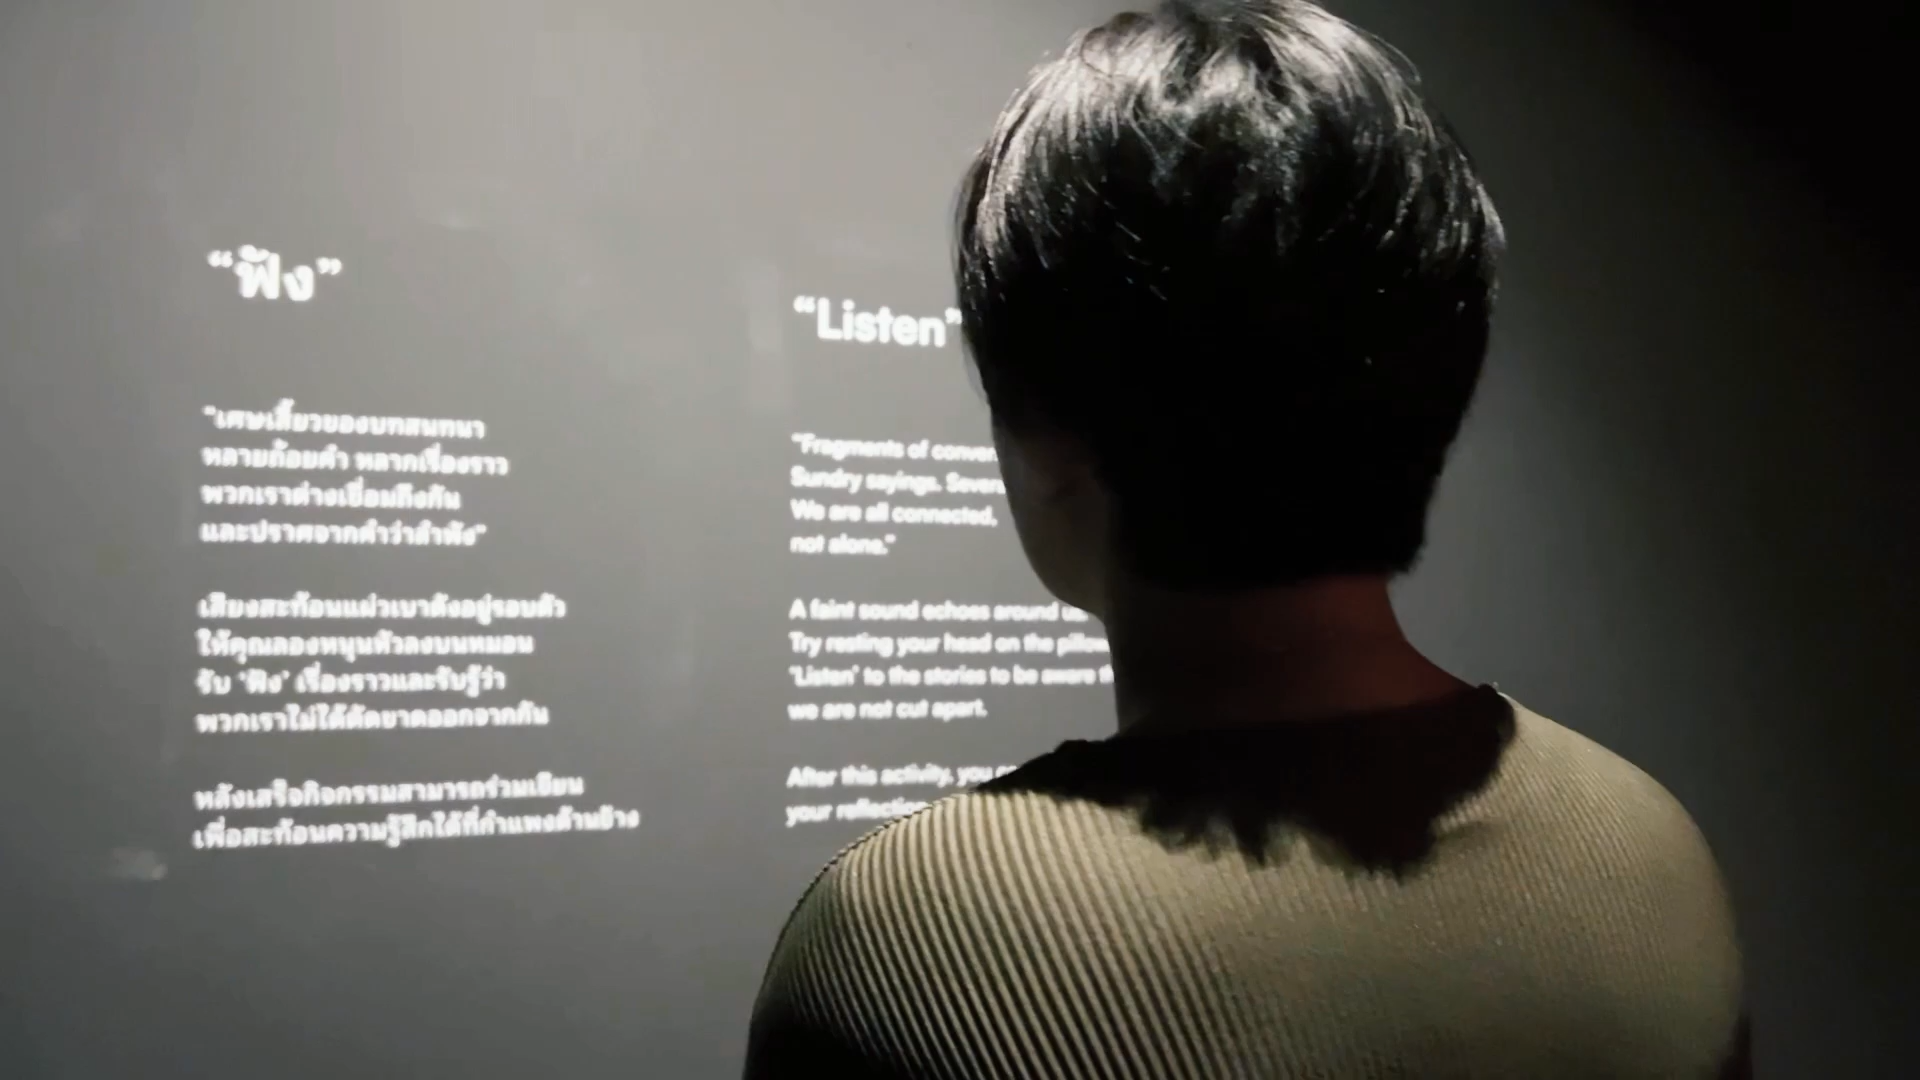 “ฟัง”
“เศษเสี้ยวของบทสนทนา
หลายถ้อยคำ หลากเรื่องราว
พวกเราต่างเชื่อมถึงกัน
และปราศจากคำว่าลำพัง”
เสียงสะท้อนแผ่วเบาดังอยู่รอบตัว
ให้คุณลองหนุนหัวลงบนหมอน
รับ ‘ฟัง’ เรื่องราวและรับรู้ว่า
พวกเราไม่ได้ตัดขาดออกจากกัน
หลังเสร็จกิจกรรมสามารถร่วมเขียน
เพื่อสะท้อนความรู้สึกได้ที่กำแพงด้านข้าง
“Listen”
“Fragments of
Sundry sayings.
We are all connected,
not alone.”
A faint sound echoes around
Try resting your head on the
‘Listen’ to the stories to be aware
we are not cut apart.
After this activity, you
your